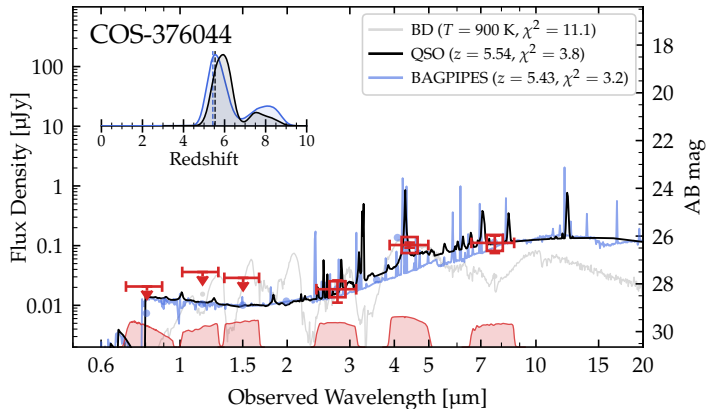 COS-376044
BD (T = 900 K, χ² = 11.1)
QSO (z = 5.54, χ² = 3.8)
BAGPIPES (z = 5.43, χ² = 3.2)
0 2 4 6 8 10
Redshift
100
10
1
0.1
0.01
Flux Density [μJy]
18
20
22
24
26
28
30
AB mag
0.6 1 2 3 4 7 10 15 20
Observed Wavelength [μm]